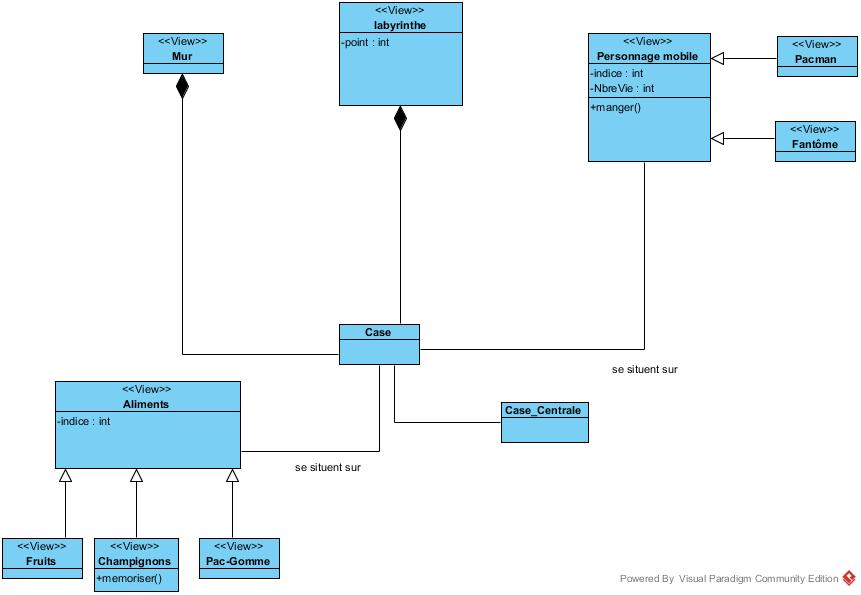 <<View>>
Mur
<<View>>
labyrinthe
-point : int
<<View>>
Personnage mobile
-indice : int
-NbreVie : int
+manger()
<<View>>
Pacman
<<View>>
Fantôme
Case
se situent sur
<<View>>
Aliments
-indice : int
Case_Centrale
se situent sur
<<View>>
Fruits
<<View>>
Champignons
+memoriser()
<<View>>
Pac-Gomme
Powered By Visual Paradigm Community Edition